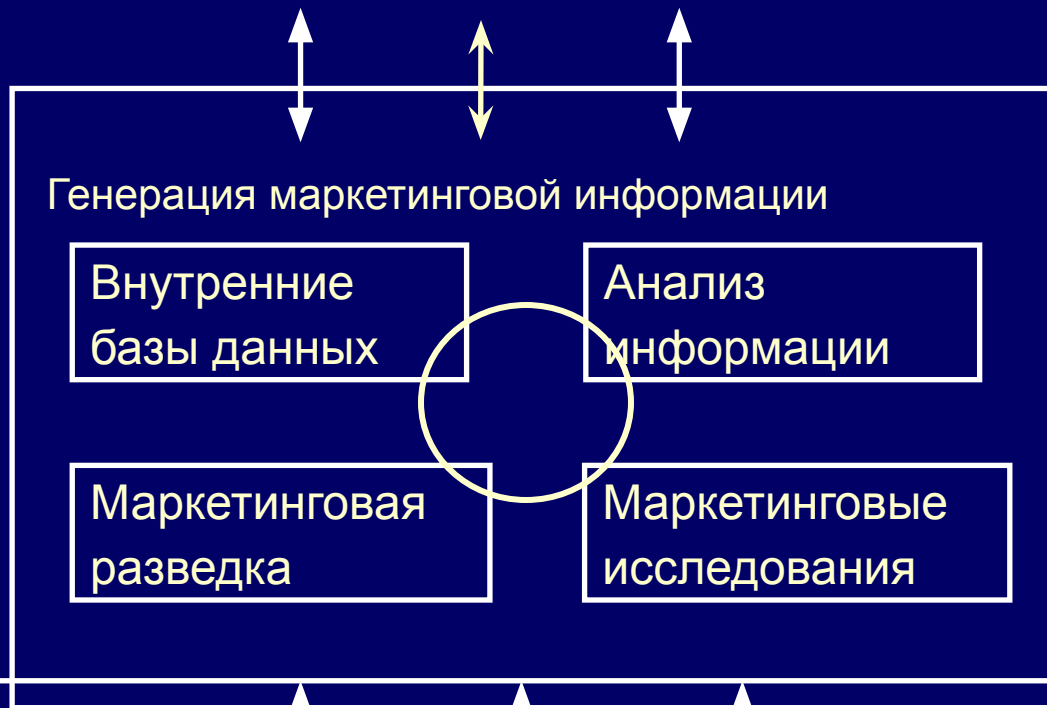 Генерация маркетинговой информации
Внутренние
базы данных
Анализ
информации
Маркетинговая
разведка
Маркетинговые
исследования